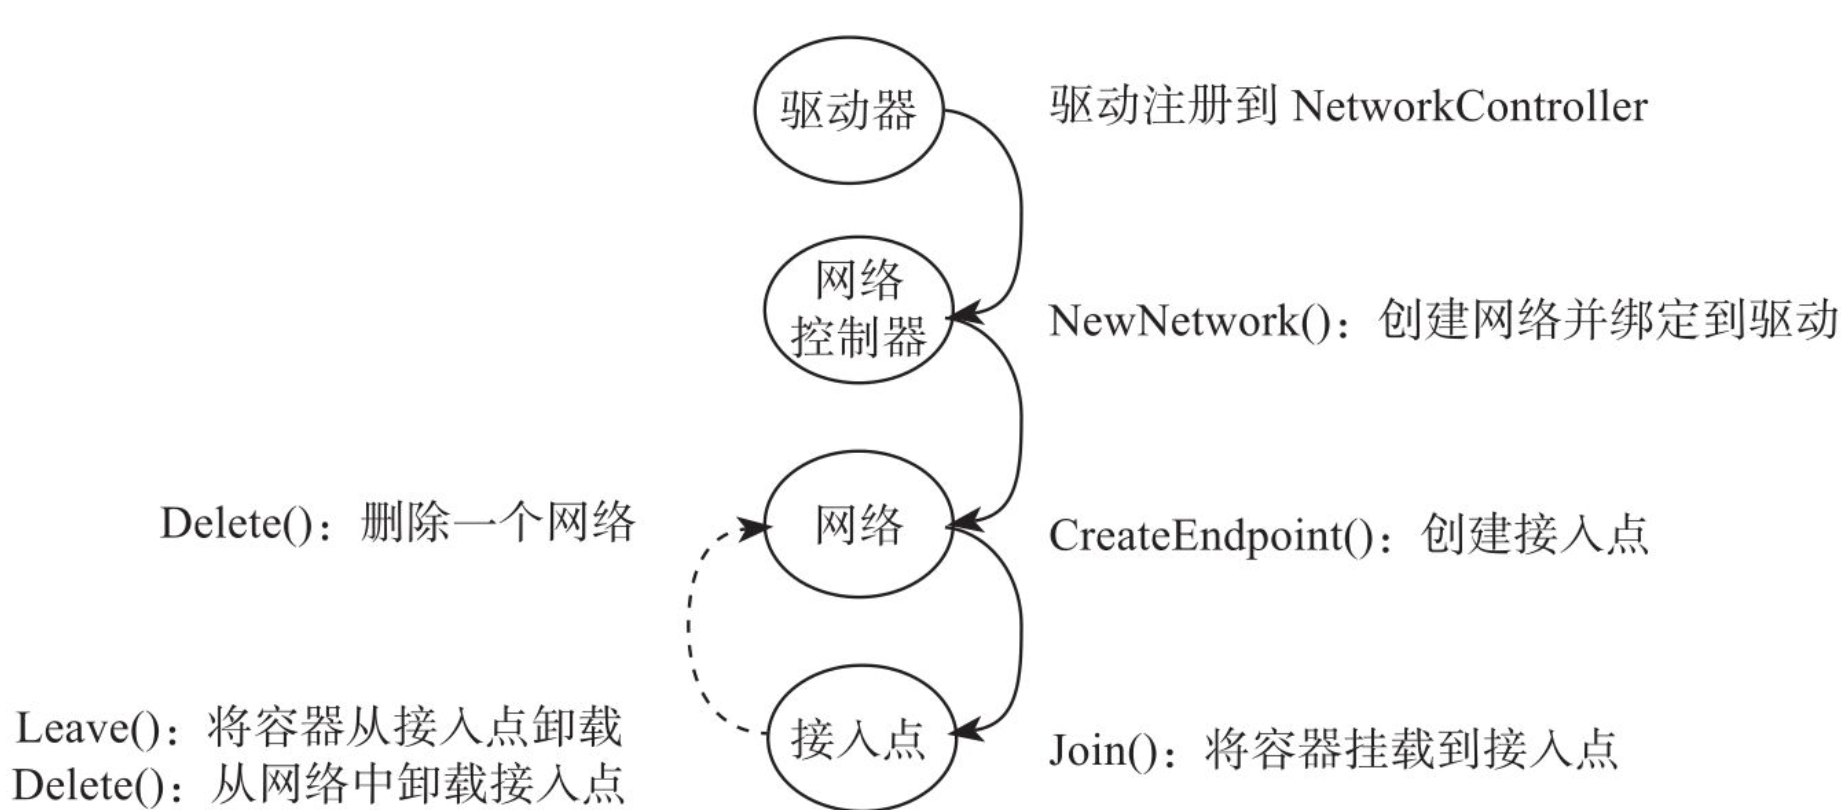 驱动器
驱动注册到 NetworkController
网络
控制器
NewNetwork()：创建网络并绑定到驱动
Delete()：删除一个网络
网络
CreateEndpoint()：创建接入点
Leave()：将容器从接入点卸载
Delete()：从网络中卸载接入点
接入点
Join()：将容器挂载到接入点